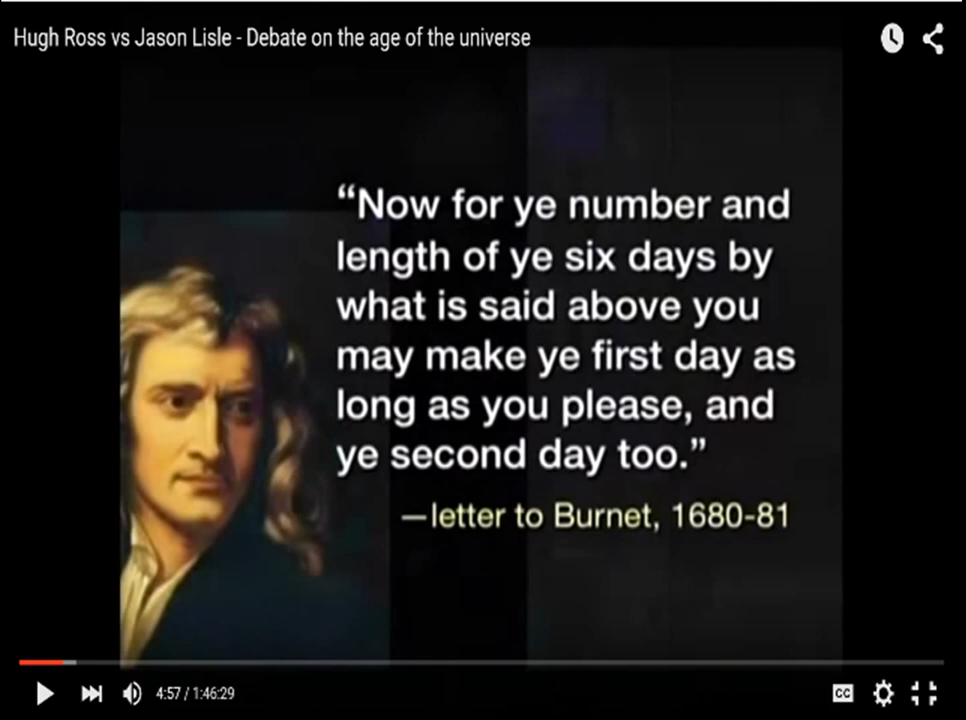 Hugh Ross vs Jason Lisle - Debate on the age of the universe
“Now for ye number and
length of ye six days by
what is said above you
may make ye first day as
long as you please, and
ye second day too.”
—letter to Burnet, 1680-81
4:57 / 1:46:29
CC